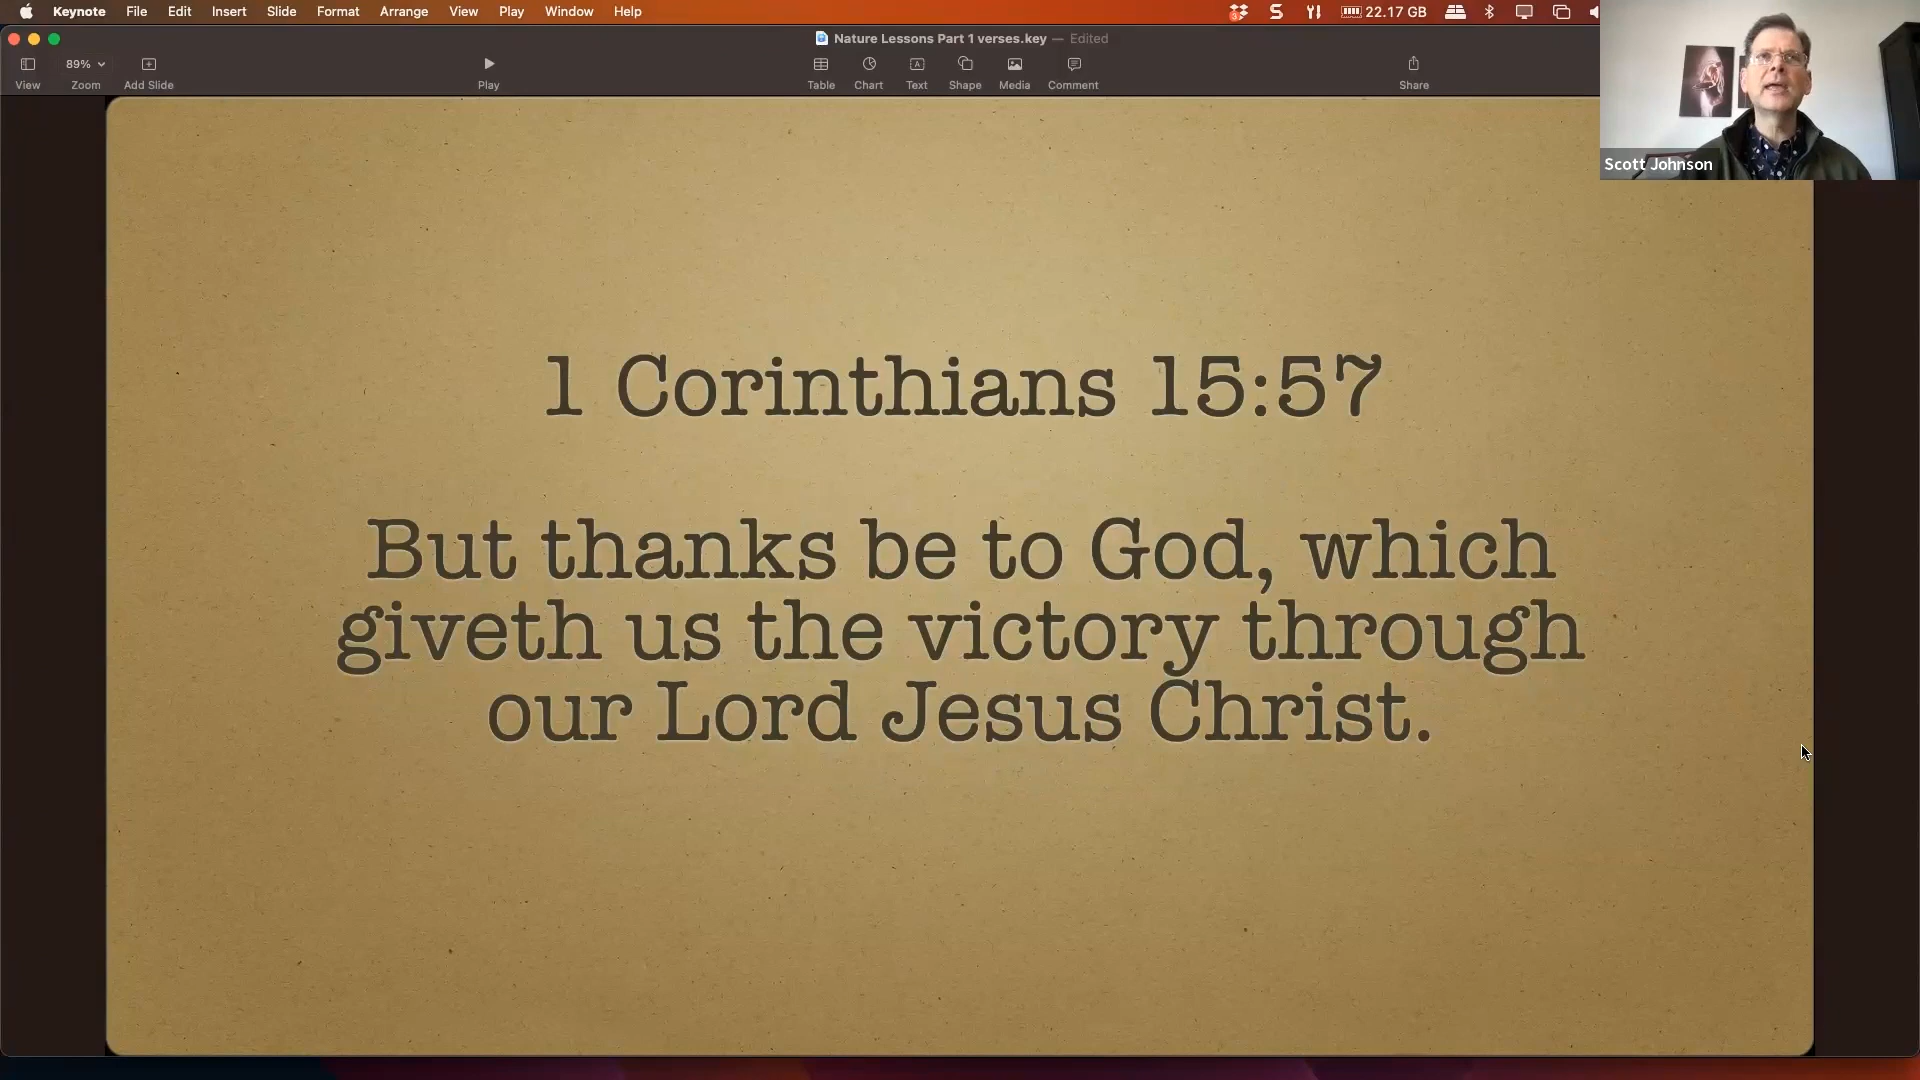 Keynote File Edit Insert Slide Format Arrange View Play Window Help 22.17 GB
Nature Lessons Part 1 verses.key — Edited
89%
View Zoom Add Slide Play Table Chart Text Shape Media Comment Share
Scott Johnson
1 Corinthians 15:57
But thanks be to God, which
giveth us the victory through
our Lord Jesus Christ.